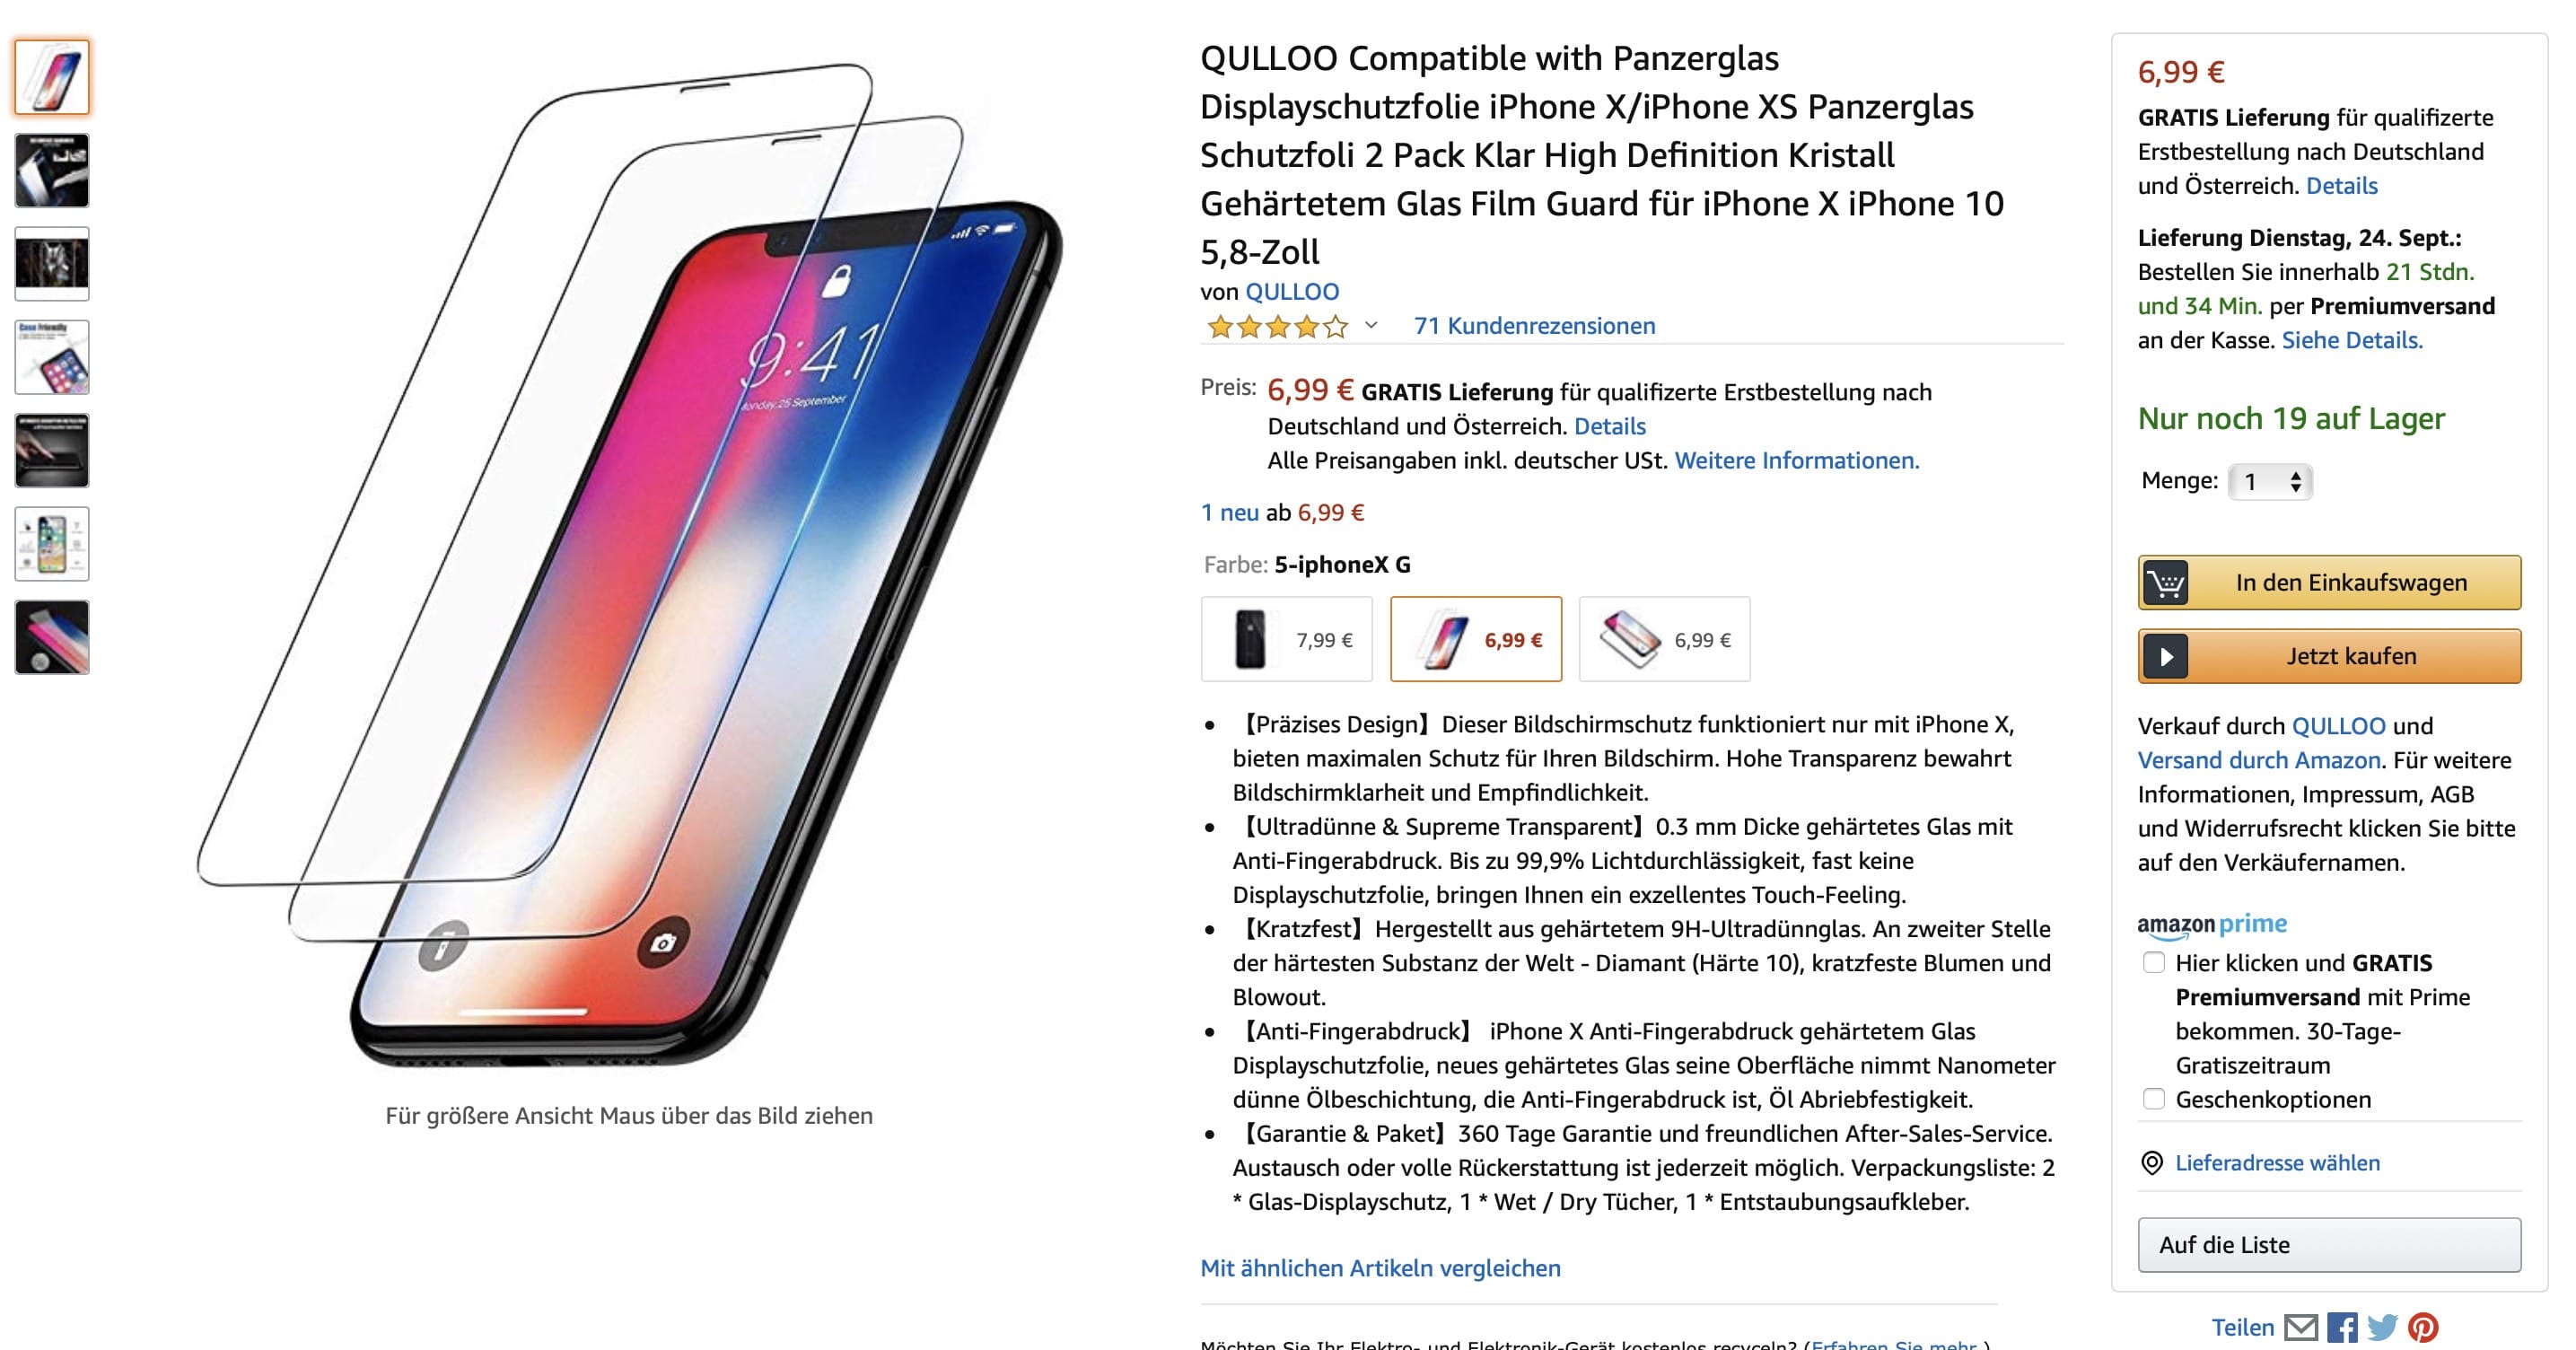 QULLOO Compatible with Panzerglas
Displayschutzfolie iPhone X/iPhone XS Panzerglas
Schutzfoli 2 Pack Klar High Definition Kristall
Gehärtetem Glas Film Guard für iPhone X iPhone 10
5,8-Zoll
von QULLOO
71 Kundenrezensionen
Preis: 6,99 € GRATIS Lieferung für qualifizerte Erstbestellung nach
Deutschland und Österreich. Details
Alle Preisangaben inkl. deutscher USt. Weitere Informationen.
1 neu ab 6,99 €
Farbe: 5-iphoneX G
7,99 € 6,99 € 6,99 €
• 【Präzises Design】Dieser Bildschirmschutz funktioniert nur mit iPhone X,
bieten maximalen Schutz für Ihren Bildschirm. Hohe Transparenz bewahrt
Bildschirmklarheit und Empfindlichkeit.
• 【Ultradünne & Supreme Transparent】0.3 mm Dicke gehärtetes Glas mit
Anti-Fingerabdruck. Bis zu 99,9% Lichtdurchlässigkeit, fast keine
Displayschutzfolie, bringen Ihnen ein exzellentes Touch-Feeling.
• 【Kratzfest】Hergestellt aus gehärtetem 9H-Ultradünnglas. An zweiter Stelle
der härtesten Substanz der Welt - Diamant (Härte 10), kratzfeste Blumen und
Blowout.
• 【Anti-Fingerabdruck】 iPhone X Anti-Fingerabdruck gehärtetem Glas
Displayschutzfolie, neues gehärtetes Glas seine Oberfläche nimmt Nanometer
dünne Ölbeschichtung, die Anti-Fingerabdruck ist, Öl Abriebfestigkeit.
• 【Garantie & Paket】360 Tage Garantie und freundlichen After-Sales-Service.
Austausch oder volle Rückerstattung ist jederzeit möglich. Verpackungsliste: 2
* Glas-Displayschutz, 1 * Wet / Dry Tücher, 1 * Entstaubungsaufkleber.
Mit ähnlichen Artikeln vergleichen
Möchten Sie Ihr Elektro- und Elektronik-Gerät kostenlos recyceln? (Erfahren Sie mehr.)
9:41
Monday, 25 September
Case Friendly
Für größere Ansicht Maus über das Bild ziehen
6,99 €
GRATIS Lieferung für qualifizerte
Erstbestellung nach Deutschland
und Österreich. Details
Lieferung Dienstag, 24. Sept.:
Bestellen Sie innerhalb 21 Stdn.
und 34 Min. per Premiumversand
an der Kasse. Siehe Details.
Nur noch 19 auf Lager
Menge: 1
In den Einkaufswagen
Jetzt kaufen
Verkauf durch QULLOO und
Versand durch Amazon. Für weitere
Informationen, Impressum, AGB
und Widerrufsrecht klicken Sie bitte
auf den Verkäufernamen.
amazon prime
Hier klicken und GRATIS
Premiumversand mit Prime
bekommen. 30-Tage-
Gratiszeitraum
Geschenkoptionen
Lieferadresse wählen
Auf die Liste
Teilen